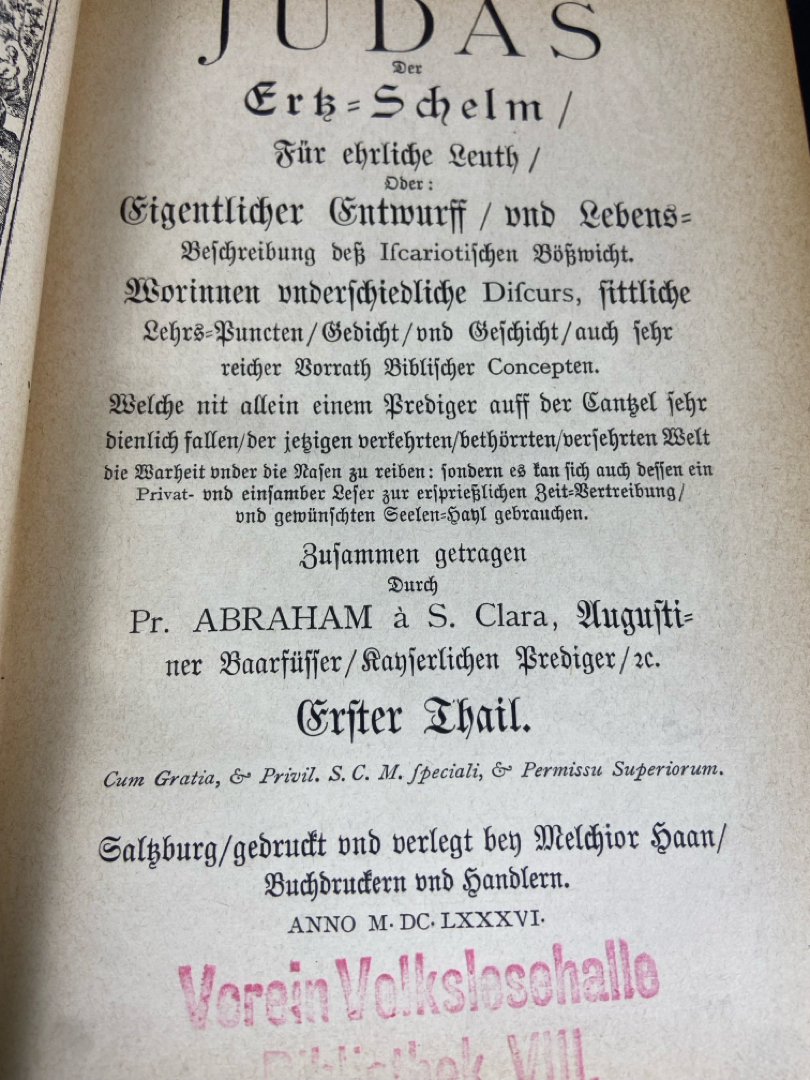 JUDAS
Der
Ertz=Schelm /
Für ehrliche Leuth /
Oder:
Eigentlicher Entwurff / vnd Lebens=
Beſchreibung deß Iſcariotiſchen Bößwicht.
Worinnen vnderſchiedliche Diſcurs, ſittliche
Lehrs=Puncten/Gedicht/vnd Geſchicht/auch ſehr
reicher Vorrath Bibliſcher Concepten.
Welche nit allein einem Prediger auff der Cantzel ſehr
dienlich fallen/der jetzigen verkehrten/bethörrten/verſehrten Welt
die Warheit vnder die Naſen zu reiben: ſondern es kan ſich auch deſſen ein
Privat- vnd einſamber Leſer zur erſprießlichen Zeit=Vertreibung/
vnd gewünſchten Seelen=Hayl gebrauchen.
Zuſammen getragen
Durch
Pr. ABRAHAM à S. Clara, Auguſti=
ner Baarfüſſer/Kayſerlichen Prediger/ꝛc.
Erſter Thail.
Cum Gratia, & Privil. S. C. M. ſpeciali, & Permissu Superiorum.
Saltzburg/gedruckt vnd verlegt bey Melchior Haan/
Buchdruckern vnd Handlern.
ANNO M. DC. LXXXVI.
Verein Volkslesehalle
Bibliothek VIII.